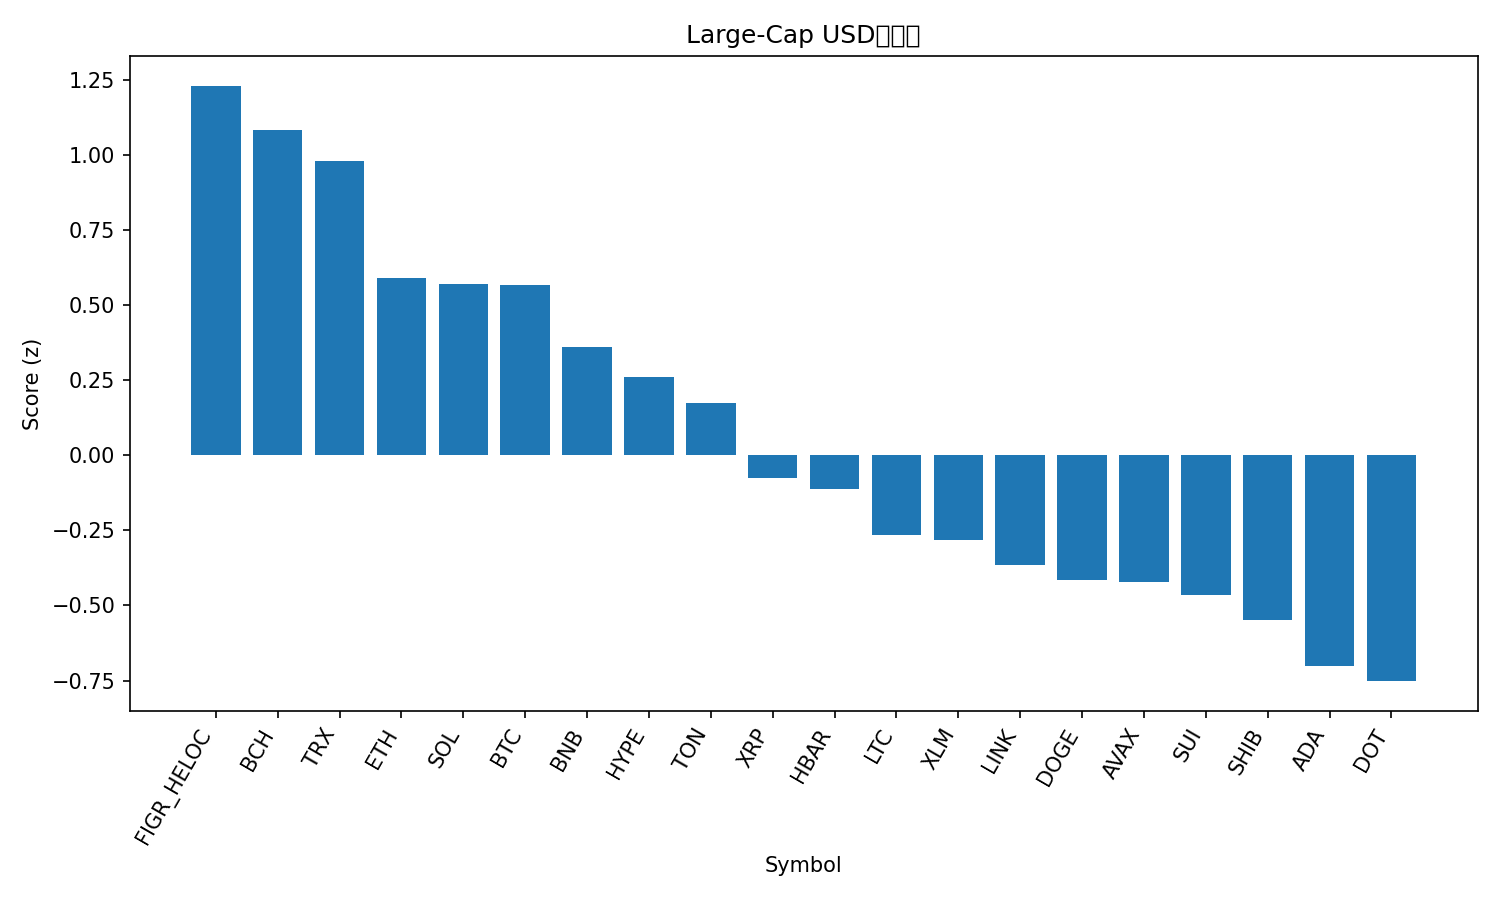 Large-Cap USD
1.25
1.00
0.75
0.50
0.25
0.00
−0.25
−0.50
−0.75
Score (z)
FIGR_HELOC
BCH
TRX
ETH
SOL
BTC
BNB
HYPE
TON
XRP
HBAR
LTC
XLM
LINK
DOGE
AVAX
SUI
SHIB
ADA
DOT
Symbol